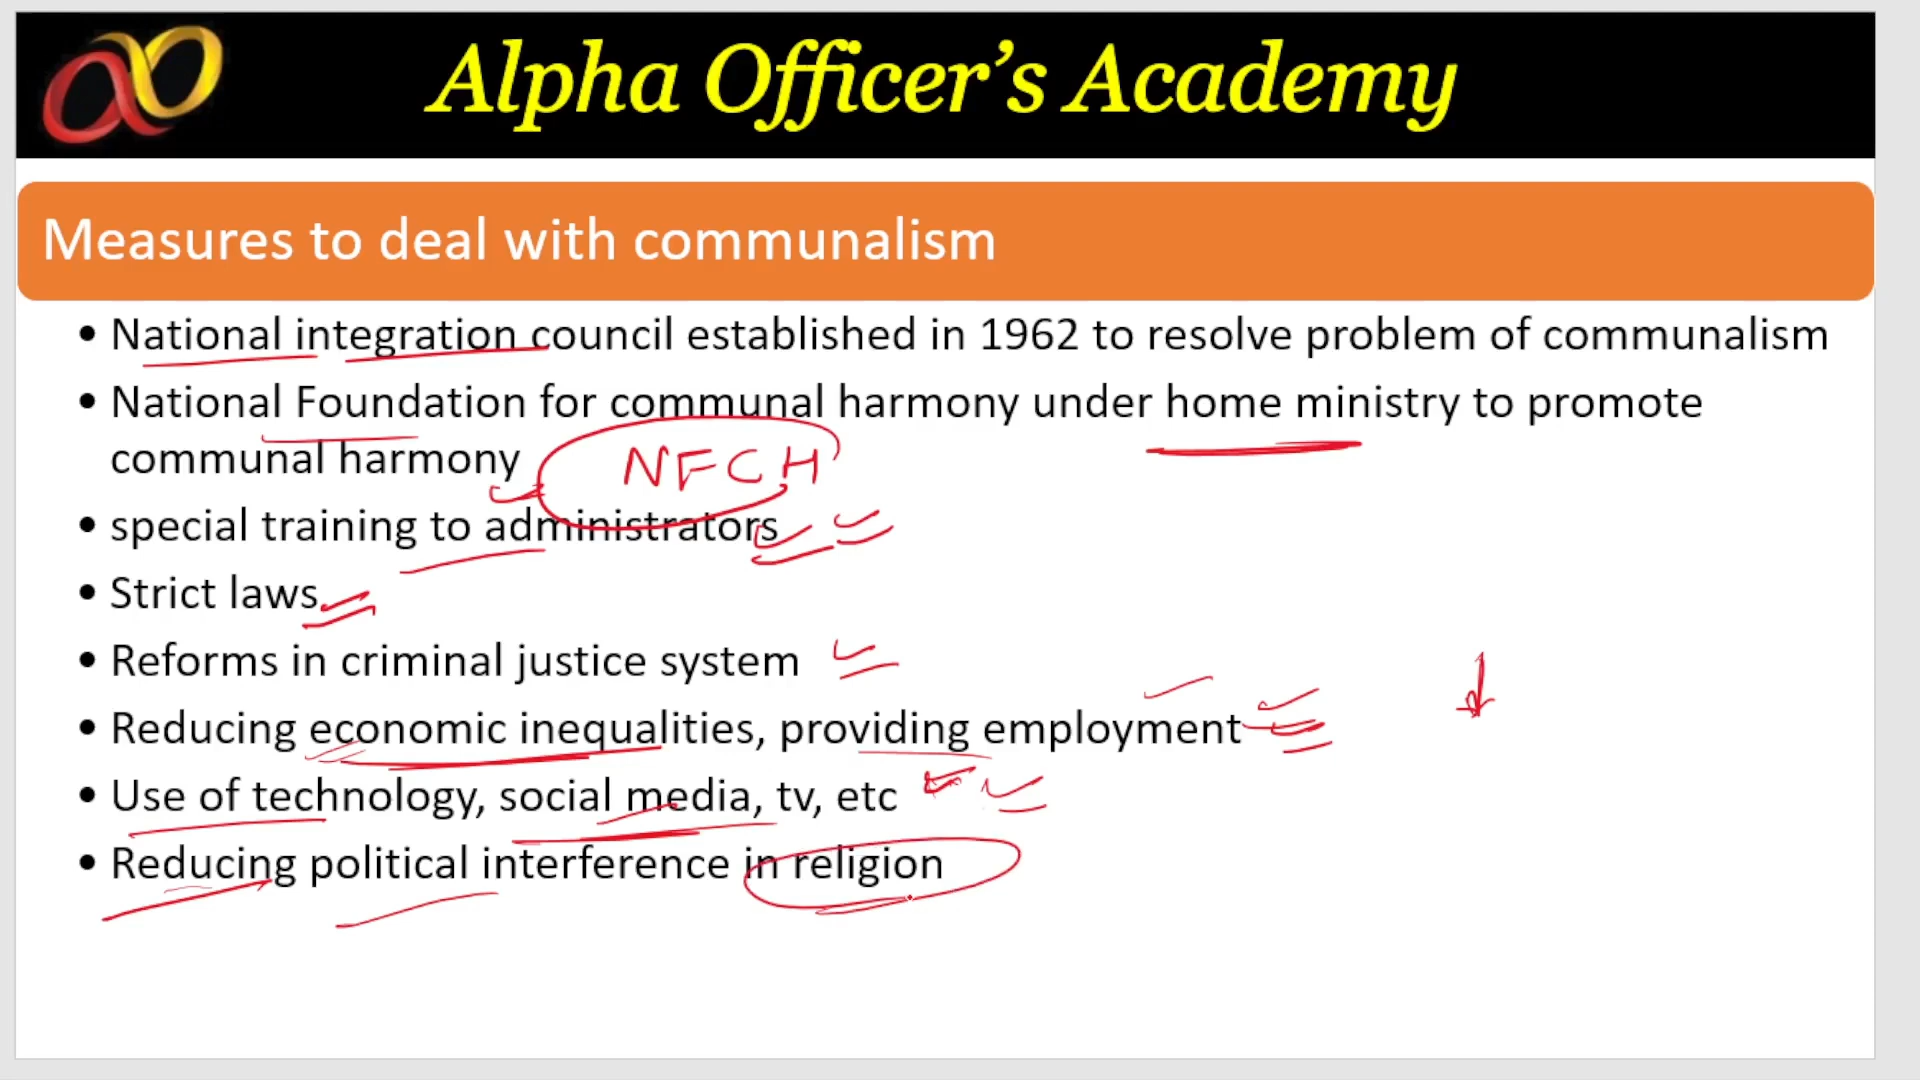 Alpha Officer's Academy
Measures to deal with communalism
• National integration council established in 1962 to resolve problem of communalism
• National Foundation for communal harmony under home ministry to promote
communal harmony
NFCH
• special training to administrators
• Strict laws
• Reforms in criminal justice system
• Reducing economic inequalities, providing employment
• Use of technology, social media, tv, etc
• Reducing political interference in religion